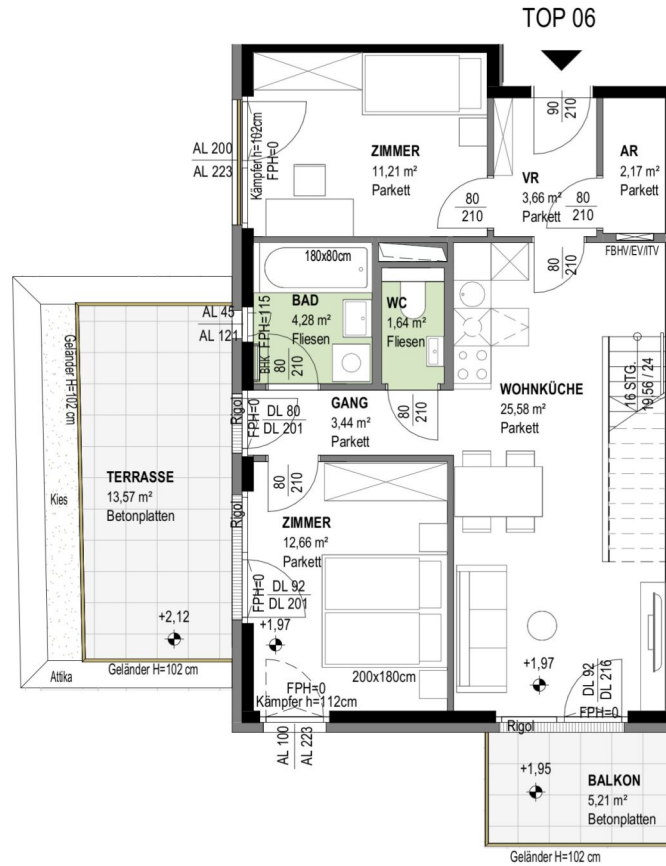 TOP 06
90
210
ZIMMER
11,21 m²
Parkett
AL 200
AL 223
Kämpfer h=102cm
FPH=0
80
210
VR
3,66 m²
Parkett
80
210
AR
2,17 m²
Parkett
FBHV/EV/ITV
80
210
180x80cm
BAD
4,28 m²
Fliesen
AL 45
AL 121
FPH=115
BHK
80
210
WC
1,64 m²
Fliesen
80
210
GANG
3,44 m²
Parkett
DL 80
DL 201
FPH=0
Rigol
WOHNKÜCHE
25,58 m²
Parkett
16 STG.
19,56 / 24
Geländer H=102 cm
Kies
TERRASSE
13,57 m²
Betonplatten
+2,12
Attika
Geländer H=102 cm
Rigol
80
210
ZIMMER
12,66 m²
Parkett
DL 92
DL 201
FPH=0
+1,97
200x180cm
FPH=0
Kämpfer h=112cm
AL 100
AL 223
+1,97
DL 92
DL 216
FPH=0
Rigol
+1,95
BALKON
5,21 m²
Betonplatten
Geländer H=102 cm